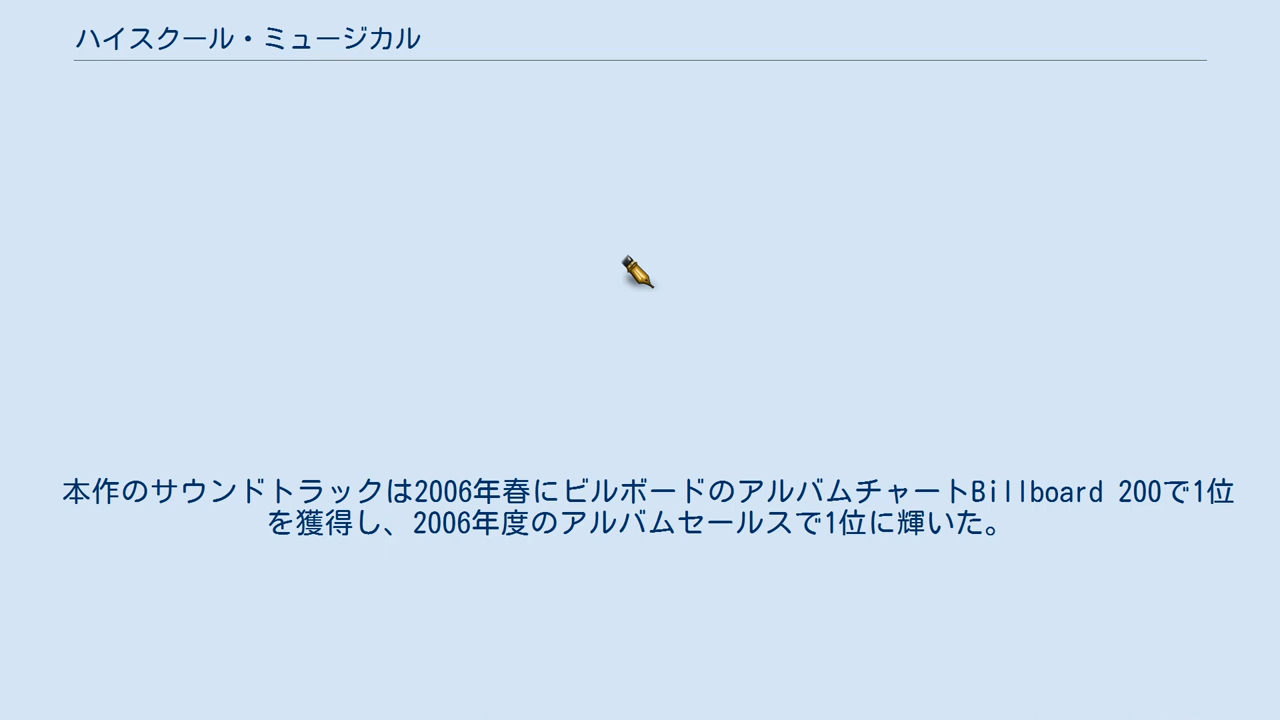 ハイスクール・ミュージカル
本作のサウンドトラックは2006年春にビルボードのアルバムチャートBillboard 200で1位
を獲得し、2006年度のアルバムセールスで1位に輝いた。